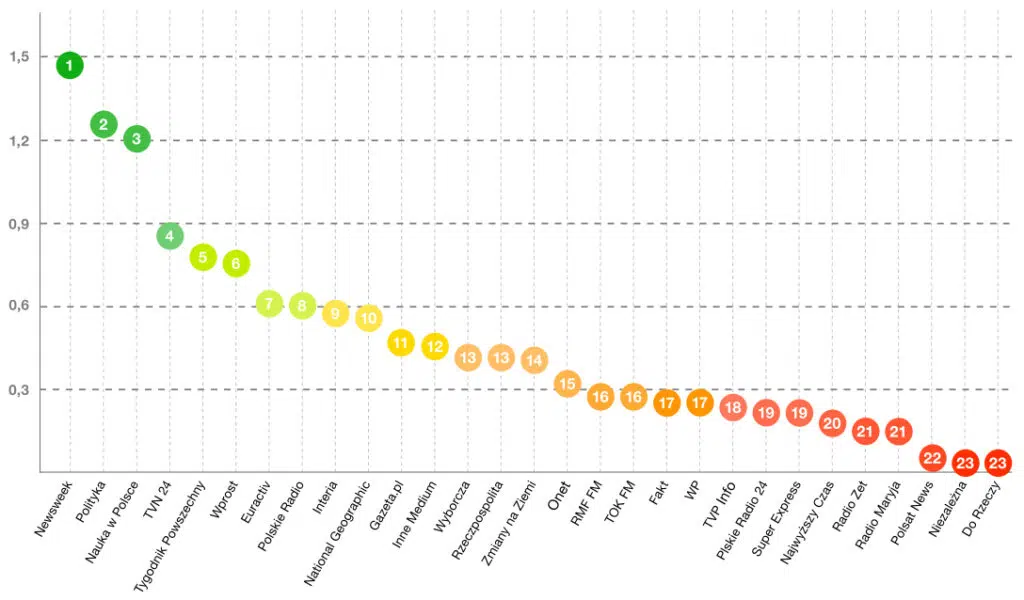 1,5
1,2
0,9
0,6
0,3
1
2
3
4
5
6
7
8
9
10
11
12
13
13
14
15
16
16
17
17
18
19
19
20
21
21
22
23
23
Newsweek
Polityka
Nauka w Polsce
TVN 24
Tygodnik Powszechny
Wprost
Euractiv
Polskie Radio
Interia
National Geographic
Gazeta.pl
Inne Medium
Wyborcza
Rzeczpospolita
Zmiany na Ziemi
Onet
RMF FM
TOK FM
Fakt
WP
TVP Info
Plskie Radio 24
Super Express
Najwyższy Czas
Radio Zet
Radio Maryja
Polsat News
Niezależna
Do Rzeczy